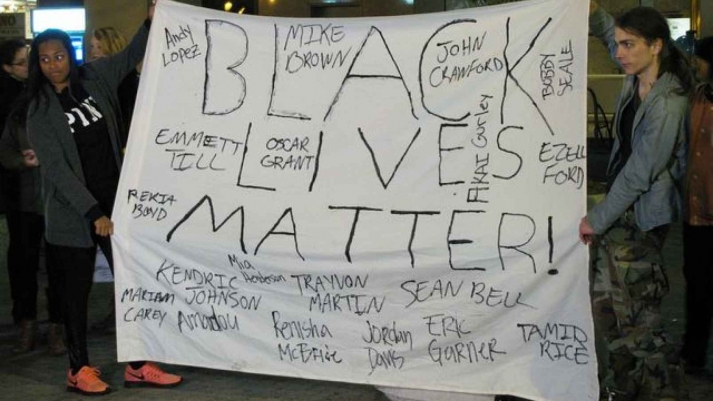 Andy
LOPEZ
MIKE
BROWN
JOHN
CRAWFORD
BOBBY
SEALE
BLACK
EMMETT
TILL
OSCAR
GRANT
AKAI Gurley
EZELL
FORD
LIVES
REKIA
BOYD
MATTER!
KENDRIC
JOHNSON
Mia
Henderson
TRAYVON
MARTIN
SEAN BELL
MARIAM
CAREY
Amadou
Renisha
McBride
Jordan
Davis
ERIC
Garner
TAMIR
RICE
PINK